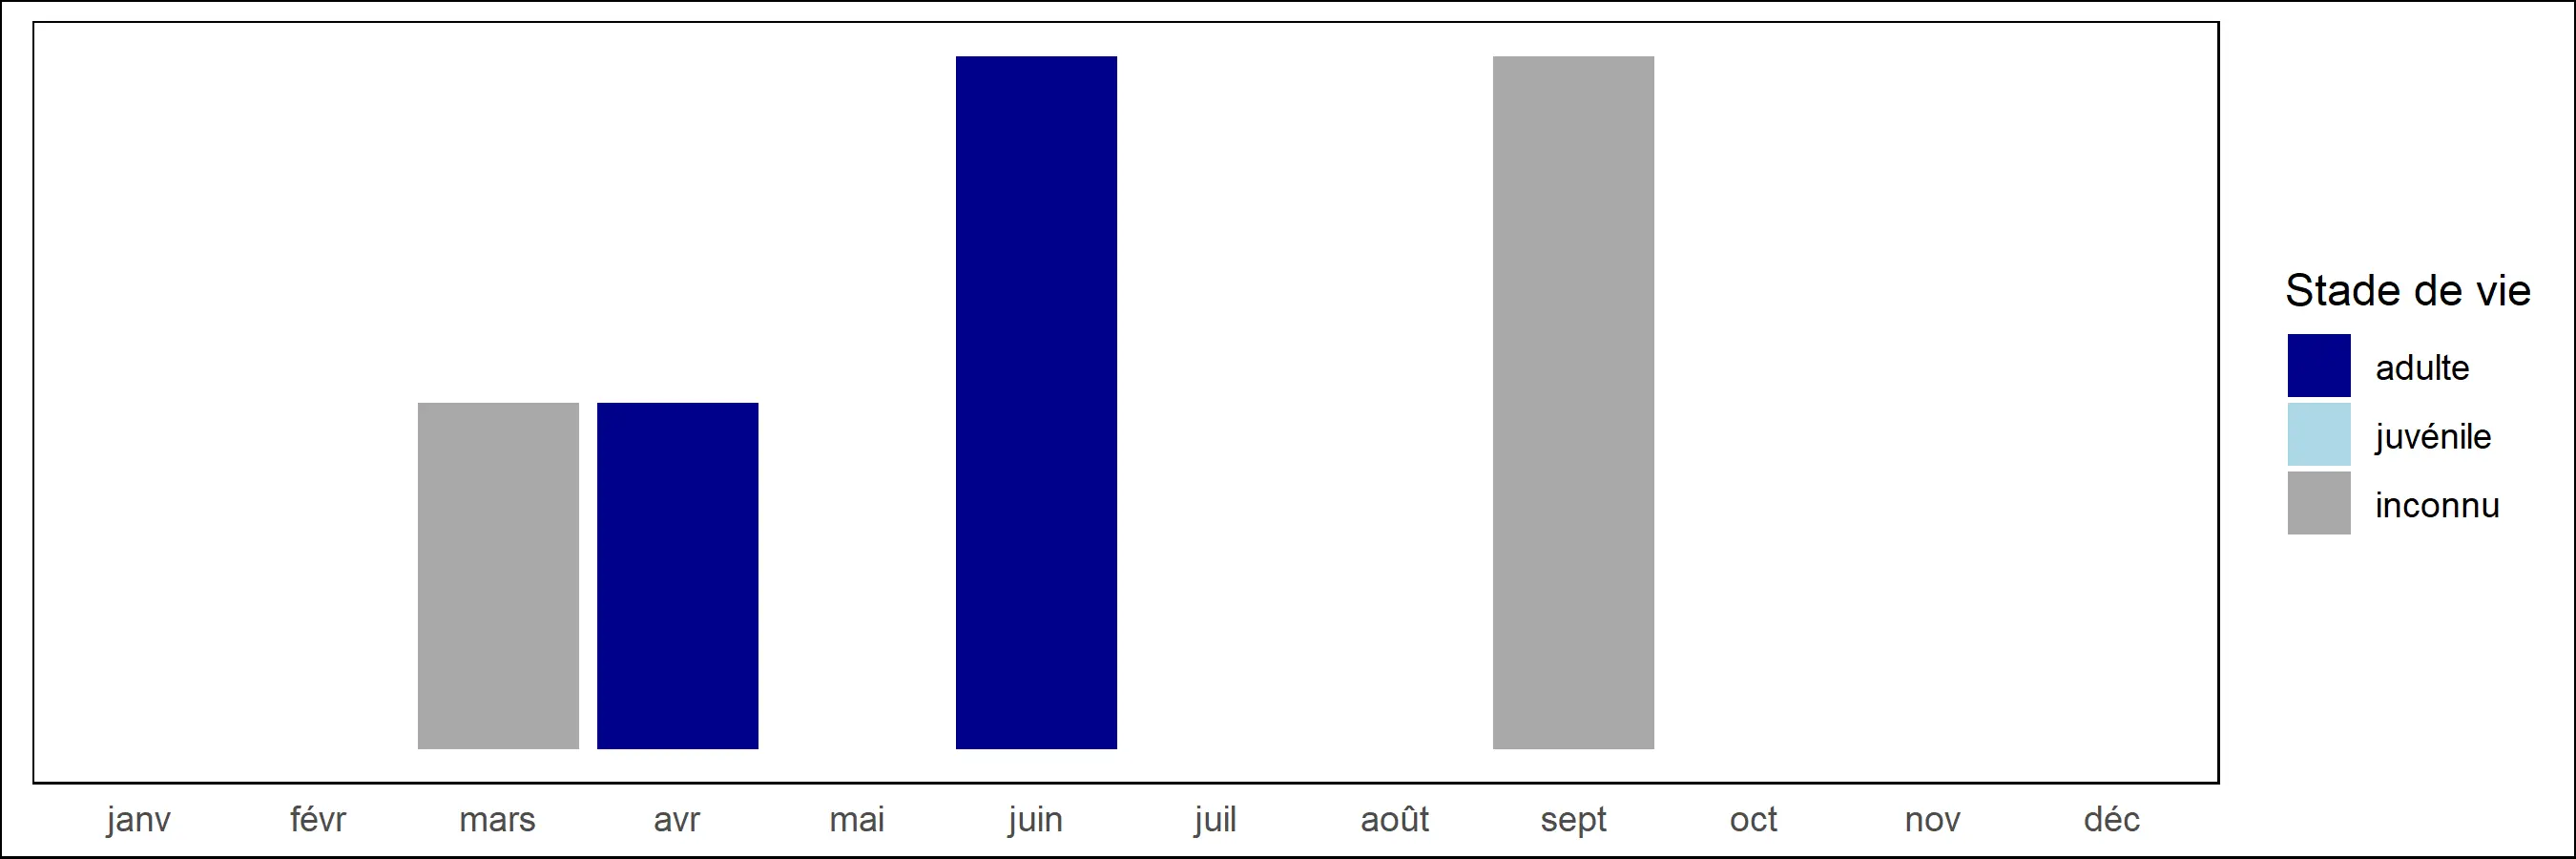 Stade de vie
adulte
juvénile
inconnu
janv févr mars avr mai juin juil août sept oct nov déc